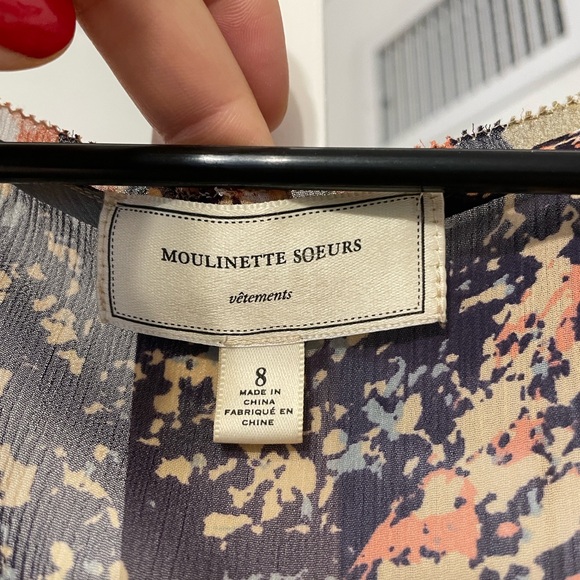 MOULINETTE SOEURS
vêtements
8
MADE IN
CHINA
FABRIQUÉ EN
CHINE